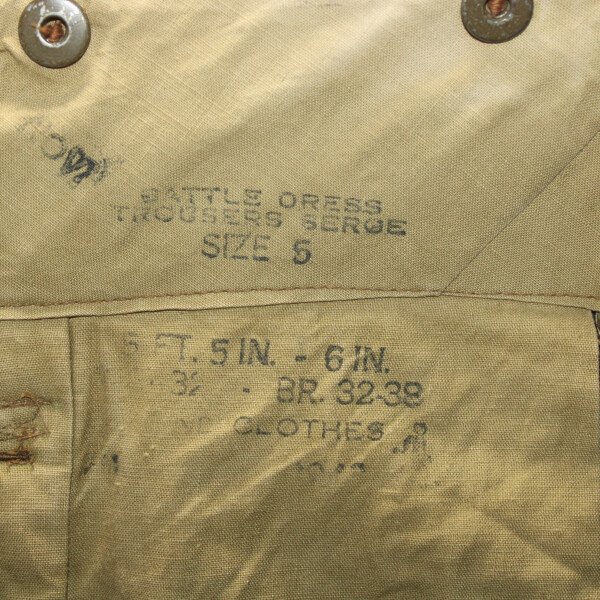 BATTLE DRESS
TROUSERS SERGE
SIZE 5
5 FT. 5 IN. - 6 IN.
32 - BR. 32-38
CLOTHES